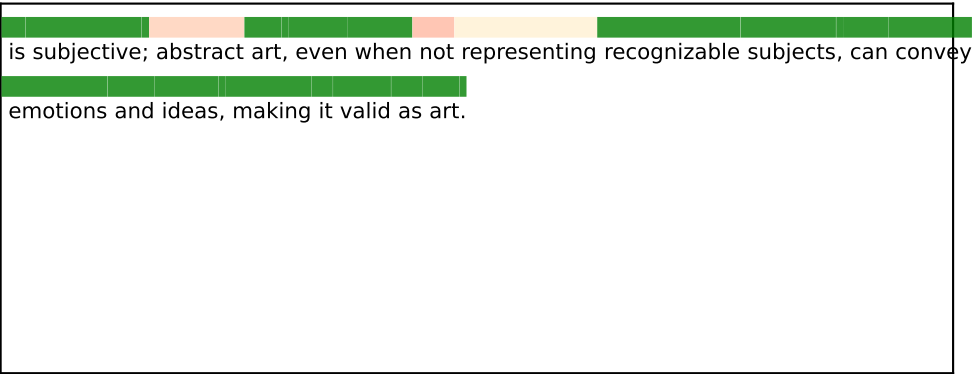 is subjective; abstract art, even when not representing recognizable subjects, can convey
emotions and ideas, making it valid as art.